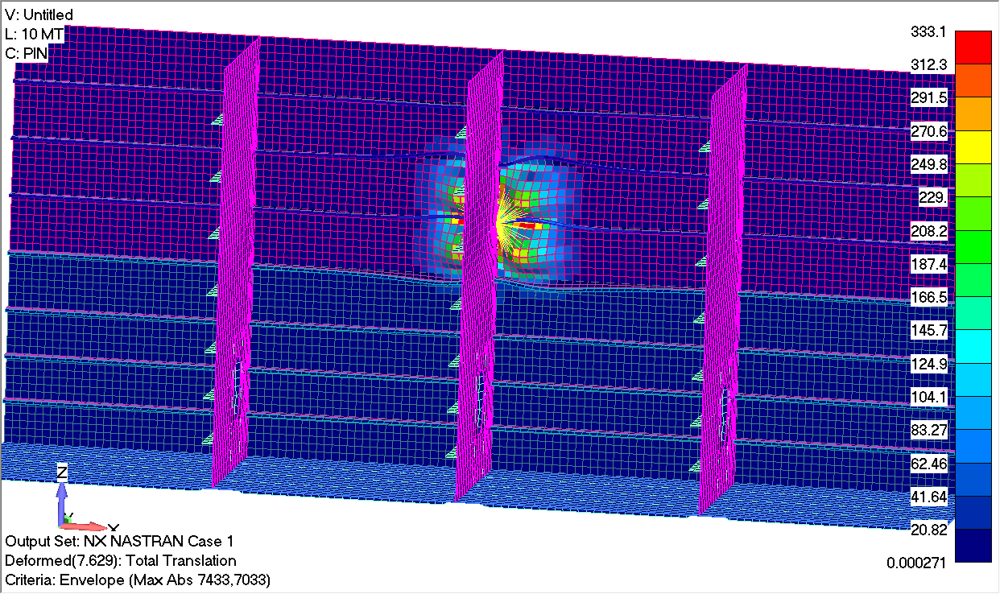 V: Untitled
L: 10 MT
C: PIN
333.1
312.3
291.5
270.6
249.8
229.
208.2
187.4
166.5
145.7
124.9
104.1
83.27
62.46
41.64
20.82
0.000271
Z
Y
X
Output Set: NX NASTRAN Case 1
Deformed(7.629): Total Translation
Criteria: Envelope (Max Abs 7433,7033)